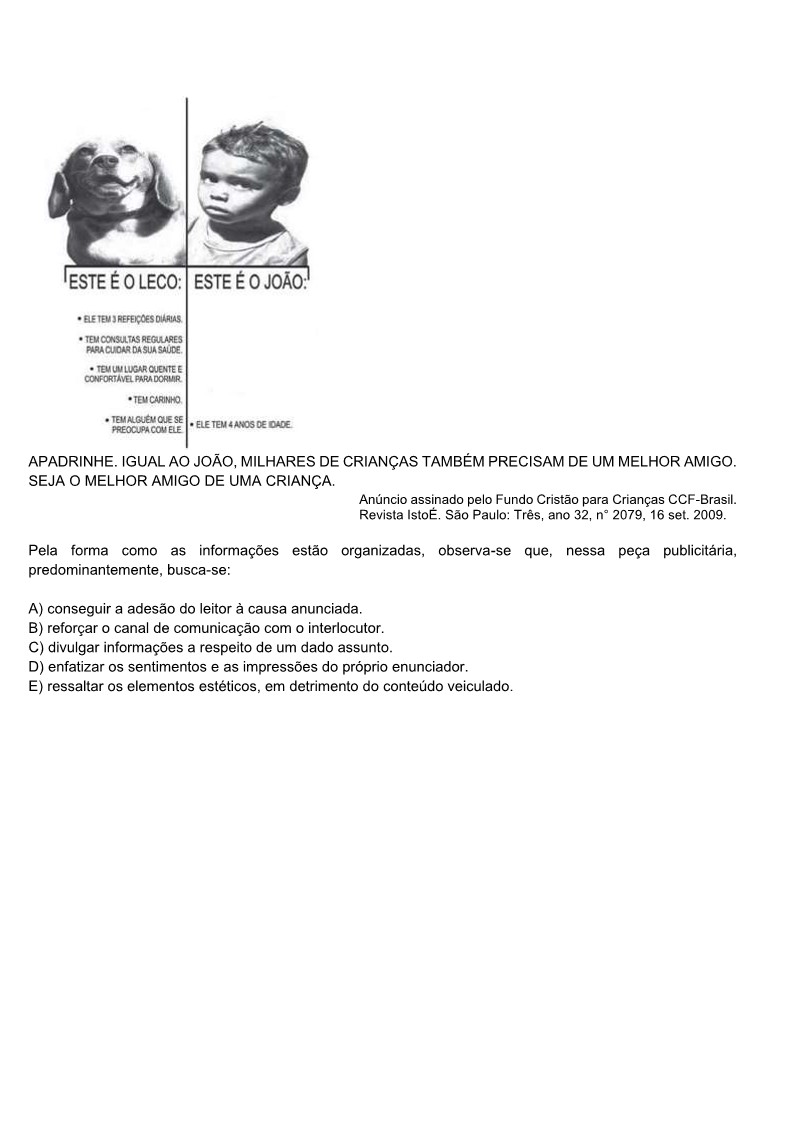 ESTE É O LECO:
• ELE TEM 3 REFEIÇÕES DIÁRIAS.
• TEM CONSULTAS REGULARES
PARA CUIDAR DA SUA SAÚDE.
• TEM UM LUGAR QUENTE E
CONFORTÁVEL PARA DORMIR.
• TEM CARINHO.
• TEM ALGUÉM QUE SE
PREOCUPA COM ELE.
ESTE É O JOÃO:
• ELE TEM 4 ANOS DE IDADE.
APADRINHE. IGUAL AO JOÃO, MILHARES DE CRIANÇAS TAMBÉM PRECISAM DE UM MELHOR AMIGO.
SEJA O MELHOR AMIGO DE UMA CRIANÇA.
Anúncio assinado pelo Fundo Cristão para Crianças CCF-Brasil.
Revista IstoÉ. São Paulo: Três, ano 32, n° 2079, 16 set. 2009.
Pela forma como as informações estão organizadas, observa-se que, nessa peça publicitária,
predominantemente, busca-se:
A) conseguir a adesão do leitor à causa anunciada.
B) reforçar o canal de comunicação com o interlocutor.
C) divulgar informações a respeito de um dado assunto.
D) enfatizar os sentimentos e as impressões do próprio enunciador.
E) ressaltar os elementos estéticos, em detrimento do conteúdo veiculado.